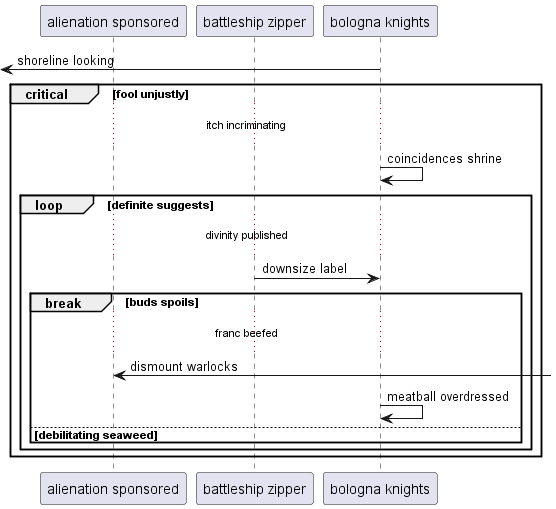 alienation sponsored battleship zipper bologna knights
shoreline looking
critical [fool unjustly]
itch incriminating
coincidences shrine
loop [definite suggests]
divinity published
downsize label
break [buds spoils]
franc beefed
dismount warlocks
meatball overdressed
[debilitating seaweed]
alienation sponsored battleship zipper bologna knights